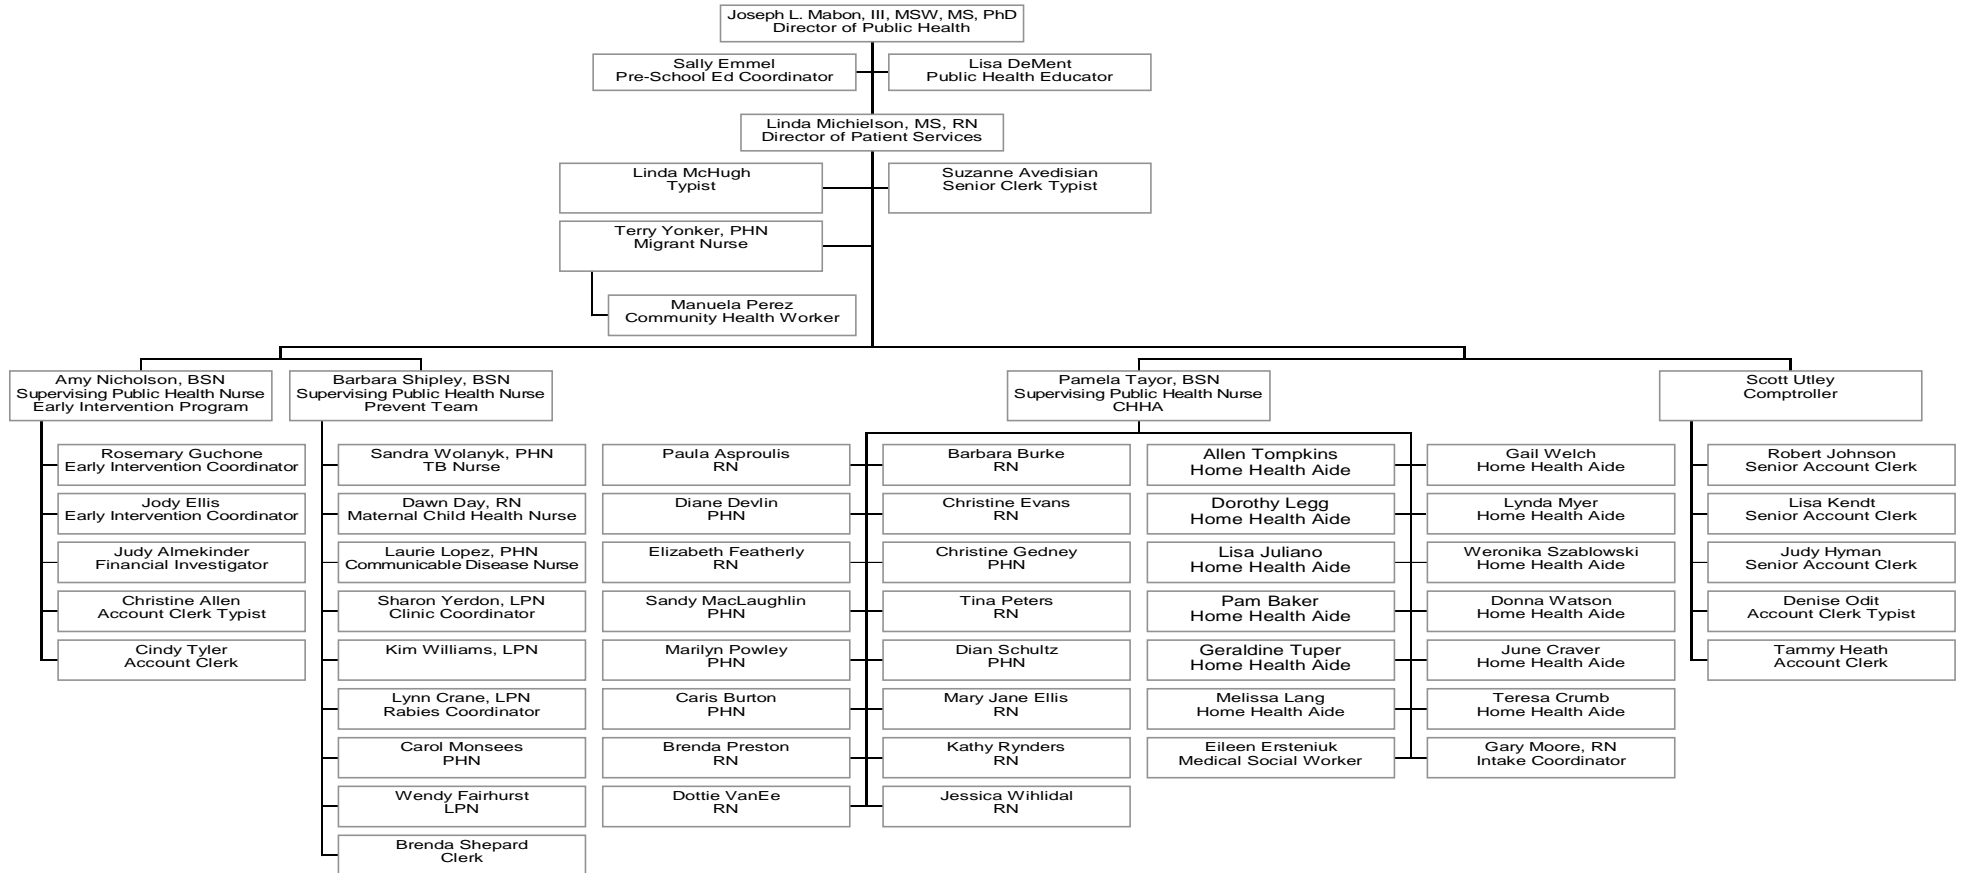 Joseph L. Mabon, III, MSW, MS, PhD
Director of Public Health
Sally Emmel
Pre-School Ed Coordinator
Lisa DeMent
Public Health Educator
Linda Michielson, MS, RN
Director of Patient Services
Linda McHugh
Typist
Suzanne Avedisian
Senior Clerk Typist
Terry Yonker, PHN
Migrant Nurse
Manuela Perez
Community Health Worker
Amy Nicholson, BSN
Supervising Public Health Nurse
Early Intervention Program
Rosemary Guchone
Early Intervention Coordinator
Jody Ellis
Early Intervention Coordinator
Judy Almekinder
Financial Investigator
Christine Allen
Account Clerk Typist
Cindy Tyler
Account Clerk
Barbara Shipley, BSN
Supervising Public Health Nurse
Prevent Team
Sandra Wolanyk, PHN
TB Nurse
Dawn Day, RN
Maternal Child Health Nurse
Laurie Lopez, PHN
Communicable Disease Nurse
Sharon Yerdon, LPN
Clinic Coordinator
Kim Williams, LPN
Lynn Crane, LPN
Rabies Coordinator
Carol Monsees
PHN
Wendy Fairhurst
LPN
Brenda Shepard
Clerk
Pamela Tayor, BSN
Supervising Public Health Nurse
CHHA
Paula Asproulis
RN
Diane Devlin
PHN
Elizabeth Featherly
RN
Sandy MacLaughlin
PHN
Marilyn Powley
PHN
Caris Burton
PHN
Brenda Preston
RN
Dottie VanEe
RN
Barbara Burke
RN
Christine Evans
RN
Christine Gedney
PHN
Tina Peters
RN
Dian Schultz
PHN
Mary Jane Ellis
RN
Kathy Rynders
RN
Jessica Wihlidal
RN
Allen Tompkins
Home Health Aide
Dorothy Legg
Home Health Aide
Lisa Juliano
Home Health Aide
Pam Baker
Home Health Aide
Geraldine Tuper
Home Health Aide
Melissa Lang
Home Health Aide
Eileen Ersteniuk
Medical Social Worker
Gail Welch
Home Health Aide
Lynda Myer
Home Health Aide
Weronika Szablowski
Home Health Aide
Donna Watson
Home Health Aide
June Craver
Home Health Aide
Teresa Crumb
Home Health Aide
Gary Moore, RN
Intake Coordinator
Scott Utley
Comptroller
Robert Johnson
Senior Account Clerk
Lisa Kendt
Senior Account Clerk
Judy Hyman
Senior Account Clerk
Denise Odit
Account Clerk Typist
Tammy Heath
Account Clerk